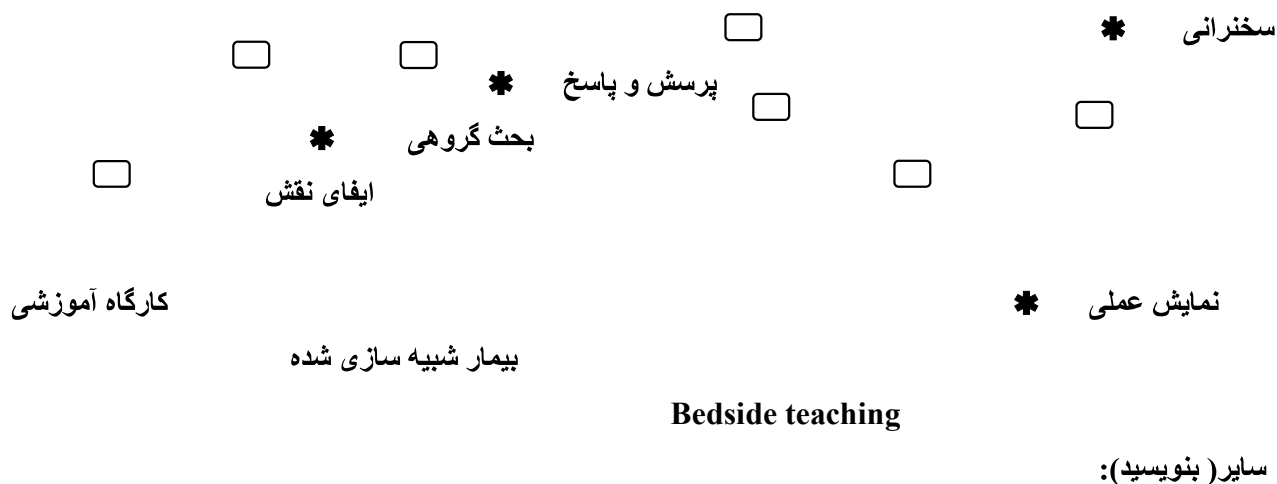 سخنرانی ✱
پرسش و پاسخ ✱
بحث گروهی ✱
ایفای نقش
نمایش عملی ✱ کارگاه آموزشی
بیمار شبیه سازی شده
Bedside teaching
سایر( بنویسید):